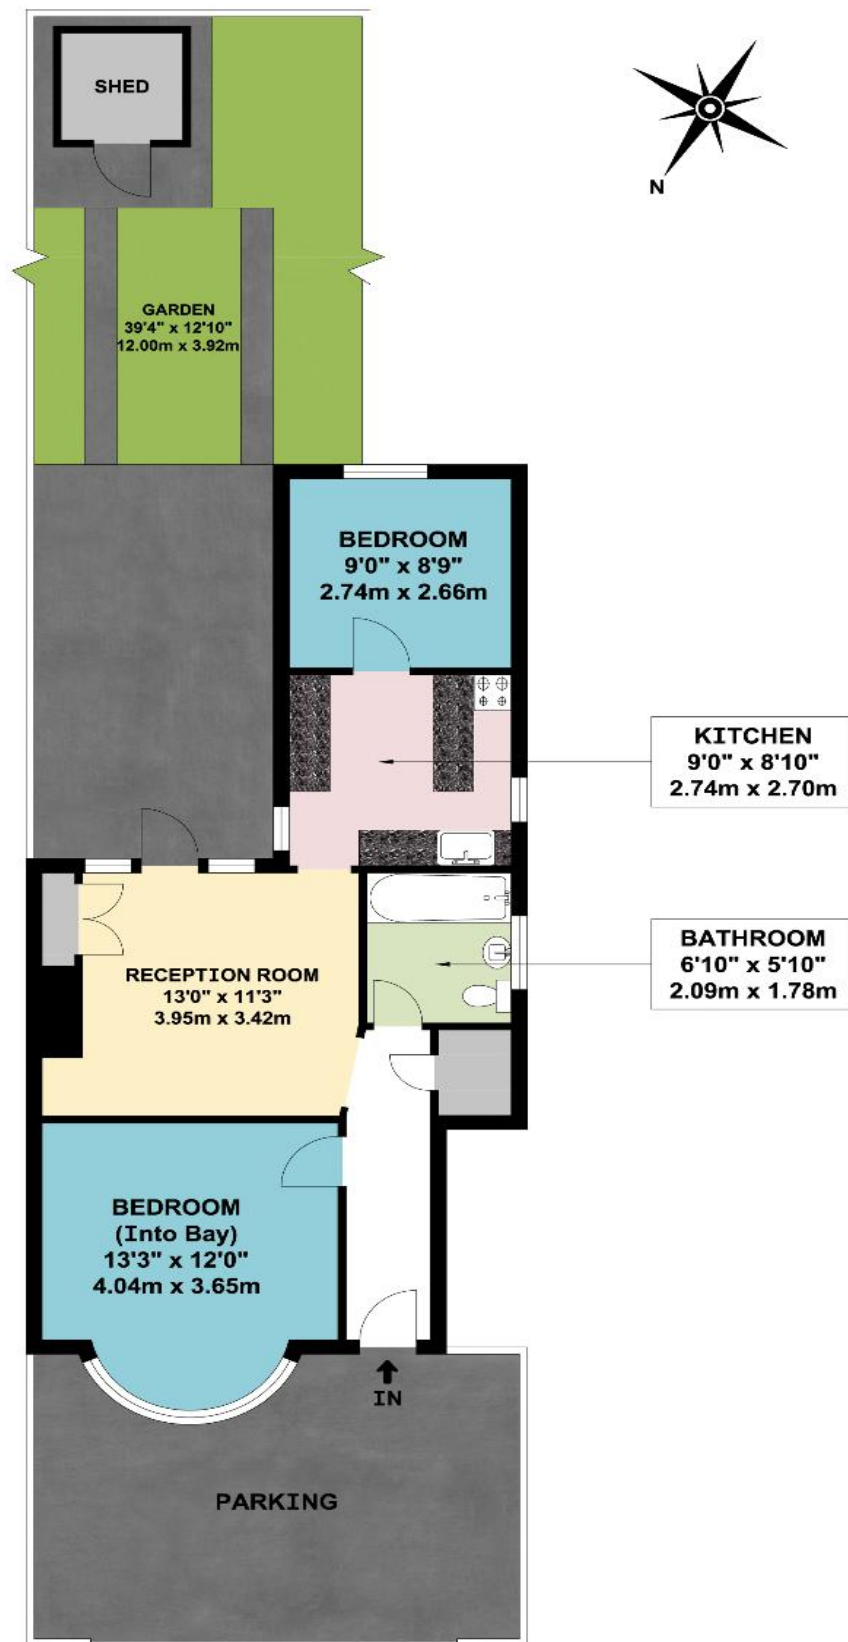 SHED
N
GARDEN
39'4" x 12'10"
12.00m x 3.92m
BEDROOM
9'0" x 8'9"
2.74m x 2.66m
KITCHEN
9'0" x 8'10"
2.74m x 2.70m
BATHROOM
6'10" x 5'10"
2.09m x 1.78m
RECEPTION ROOM
13'0" x 11'3"
3.95m x 3.42m
BEDROOM
(Into Bay)
13'3" x 12'0"
4.04m x 3.65m
IN
PARKING